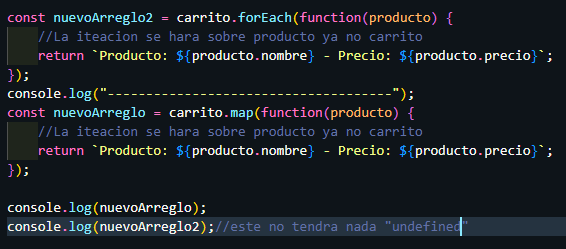 const nuevoArreglo2 = carrito.forEach(function(producto) {
    //La iteacion se hara sobre producto ya no carrito
    return `Producto: ${producto.nombre} - Precio: ${producto.precio}`;
});
console.log("-------------------------------------");
const nuevoArreglo = carrito.map(function(producto) {
    //La iteacion se hara sobre producto ya no carrito
    return `Producto: ${producto.nombre} - Precio: ${producto.precio}`;
});
console.log(nuevoArreglo);
console.log(nuevoArreglo2);//este no tendra nada "undefined"